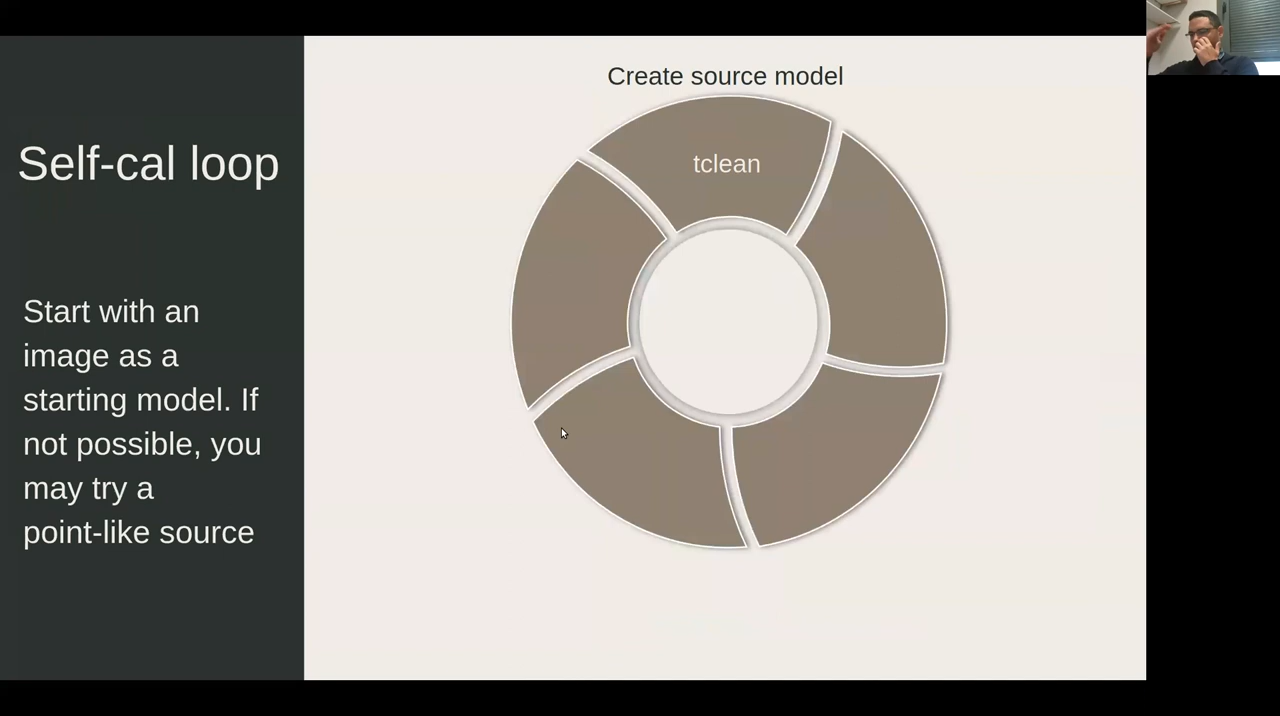 Self-cal loop
Start with an
image as a
starting model. If
not possible, you
may try a
point-like source
Create source model
tclean